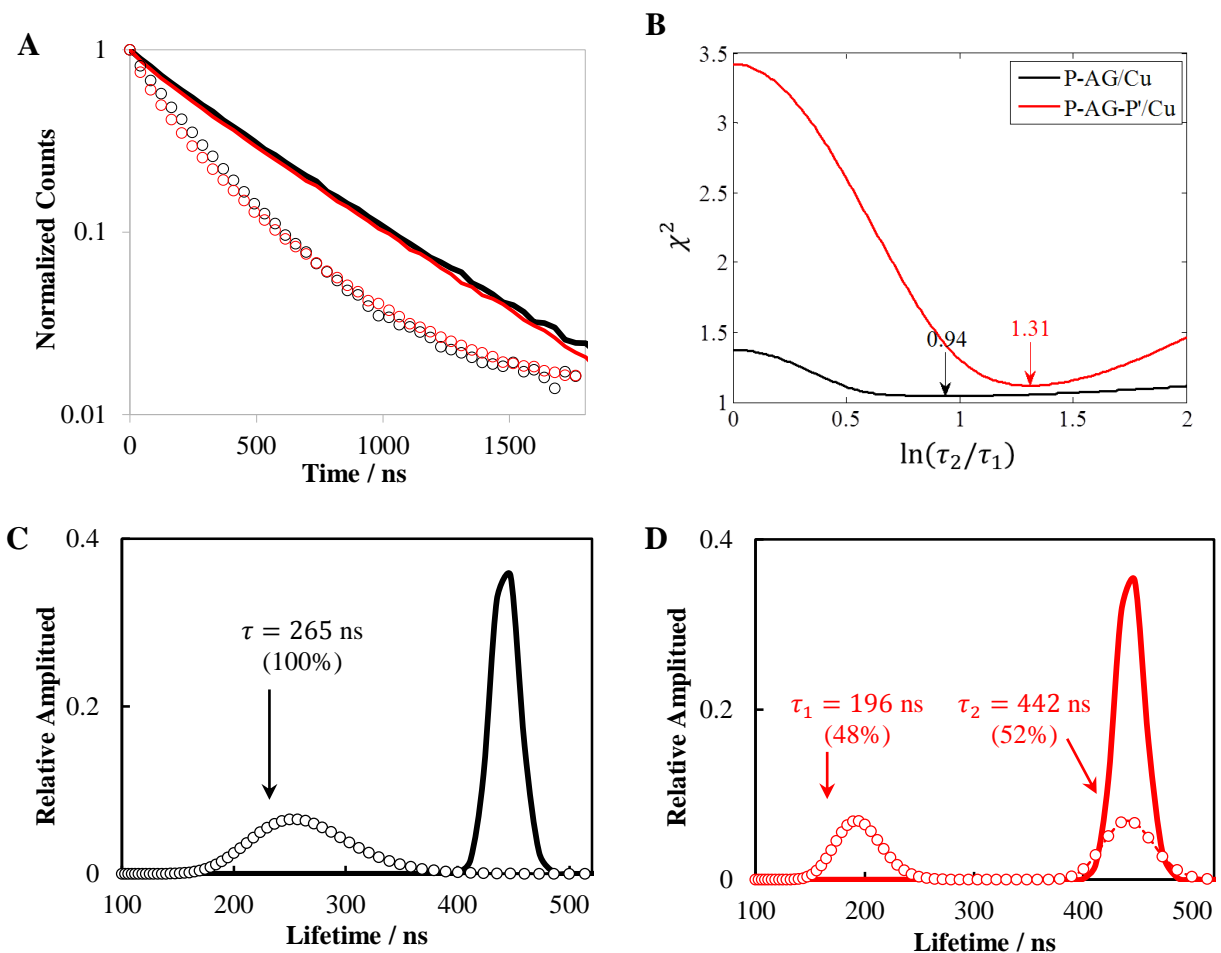 A
1
0.1
0.01
Normalized Counts
0
500
1000
1500
Time / ns
B
3.5
3
2.5
2
1.5
1
χ²
P-AG/Cu
P-AG-P'/Cu
0.94
1.31
0
0.5
1
1.5
2
ln(τ₂/τ₁)
C
0.4
0.2
0
Relative Amplitued
τ = 265 ns
(100%)
100
200
300
400
500
Lifetime / ns
D
0.4
0.2
0
Relative Amplitued
τ₁ = 196 ns
(48%)
τ₂ = 442 ns
(52%)
100
200
300
400
500
Lifetime / ns